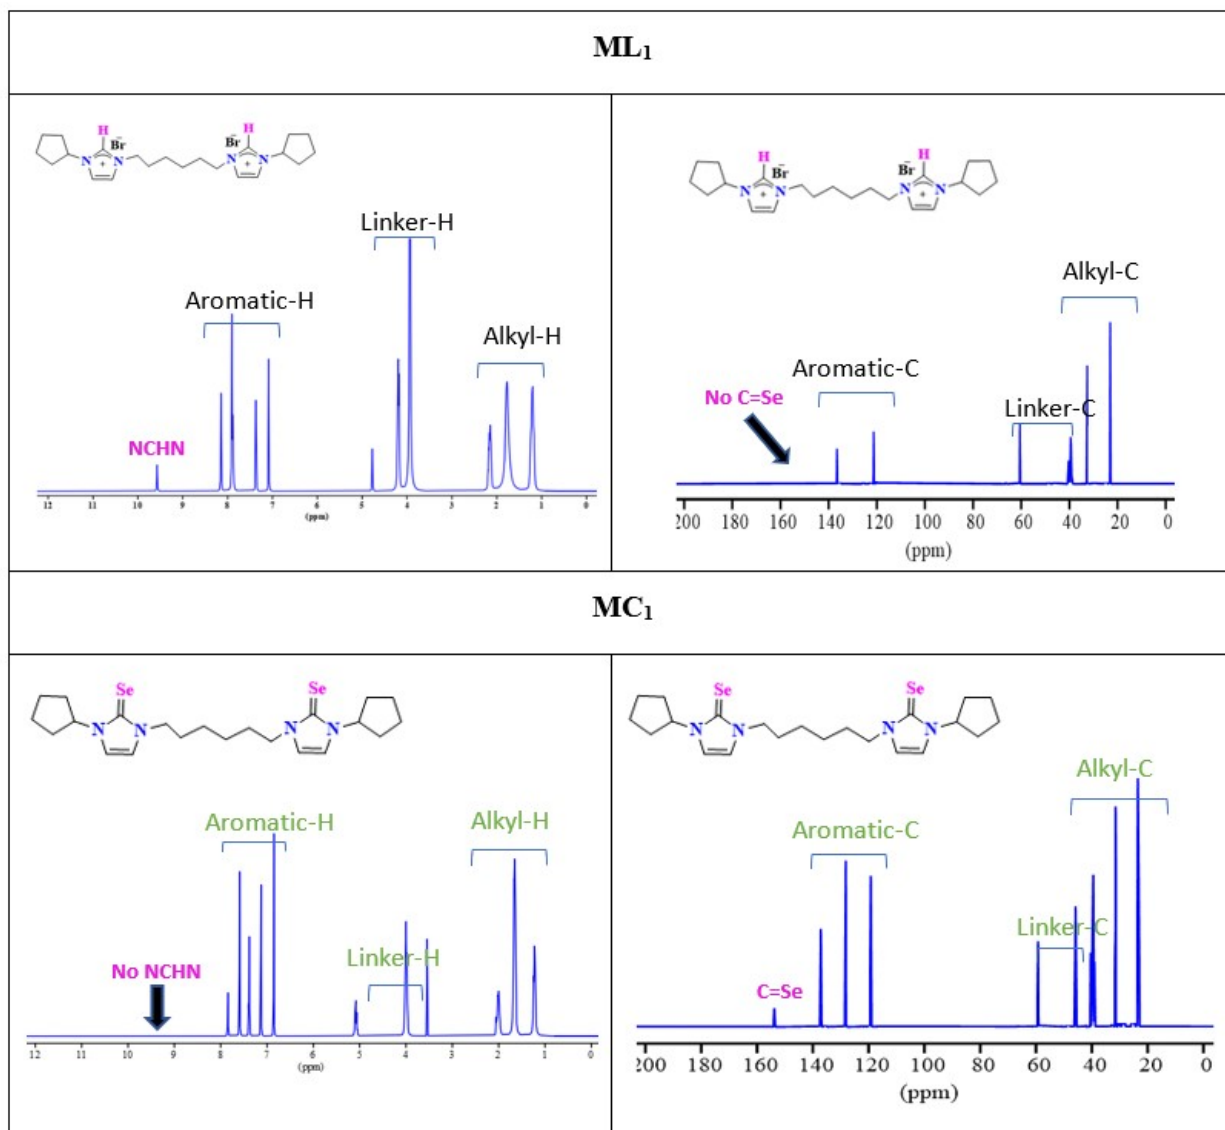 ML₁
H
H
Br⁻
Br⁻
N
N
N
N
+
+
Linker-H
Aromatic-H
Alkyl-H
NCHN
12 11 10 9 8 7 6 5 4 3 2 1 0
(ppm)
H
H
Br⁻
Br⁻
N
N
N
N
+
+
Alkyl-C
Aromatic-C
No C=Se
Linker-C
200 180 160 140 120 100 80 60 40 20 0
(ppm)
MC₁
Se
Se
N
N
N
N
Aromatic-H
Alkyl-H
Linker-H
No NCHN
12 11 10 9 8 7 6 5 4 3 2 1 0
(ppm)
Se
Se
N
N
N
N
Alkyl-C
Aromatic-C
Linker-C
C=Se
200 180 160 140 120 100 80 60 40 20 0
(ppm)